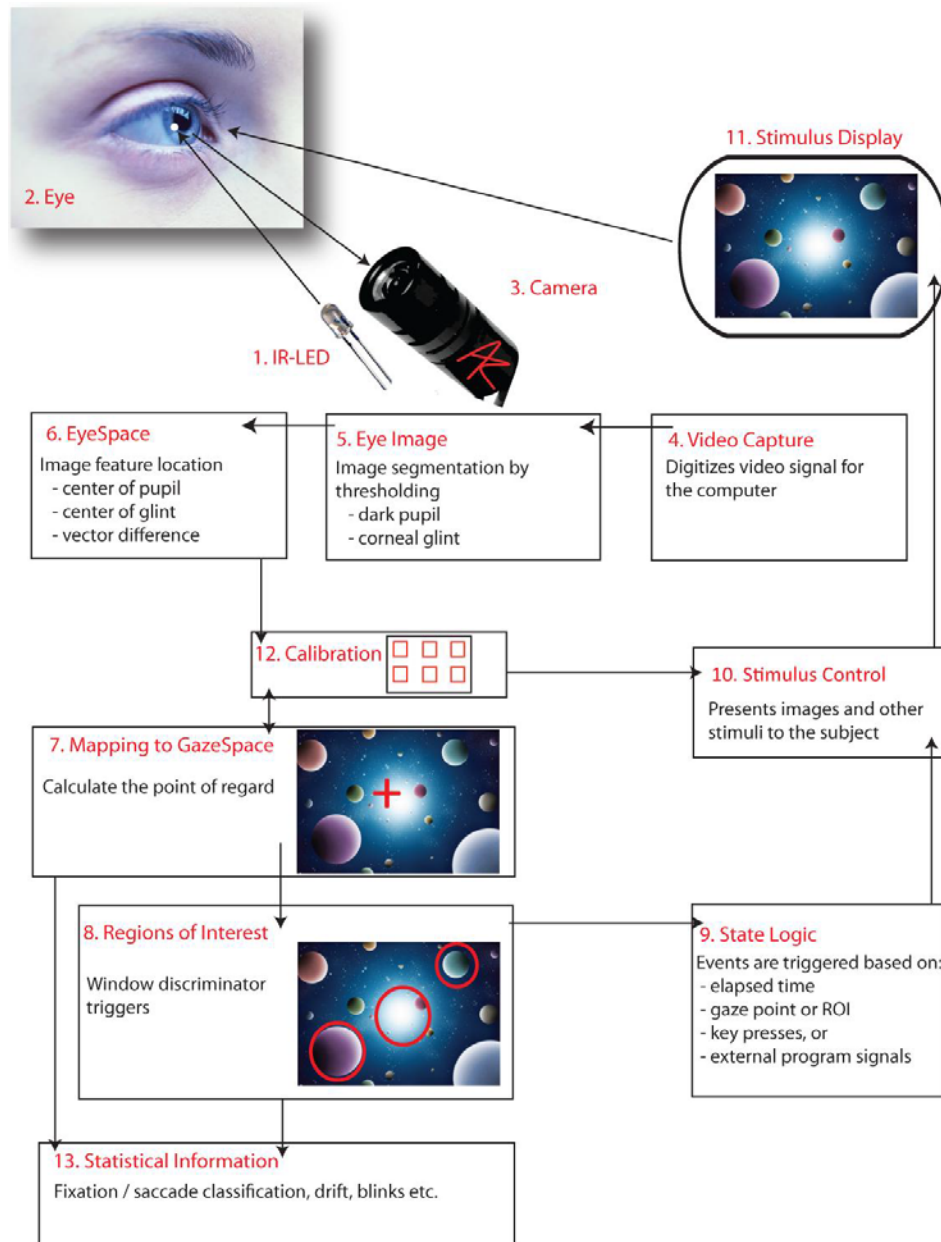 11. Stimulus Display
2. Eye
3. Camera
1. IR-LED
AR
6. EyeSpace
Image feature location
- center of pupil
- center of glint
- vector difference
5. Eye Image
Image segmentation by
thresholding
- dark pupil
- corneal glint
4. Video Capture
Digitizes video signal for
the computer
12. Calibration
10. Stimulus Control
Presents images and other
stimuli to the subject
7. Mapping to GazeSpace
Calculate the point of regard
8. Regions of Interest
Window discriminator
triggers
9. State Logic
Events are triggered based on:
- elapsed time
- gaze point or ROI
- key presses, or
- external program signals
13. Statistical Information
Fixation / saccade classification, drift, blinks etc.